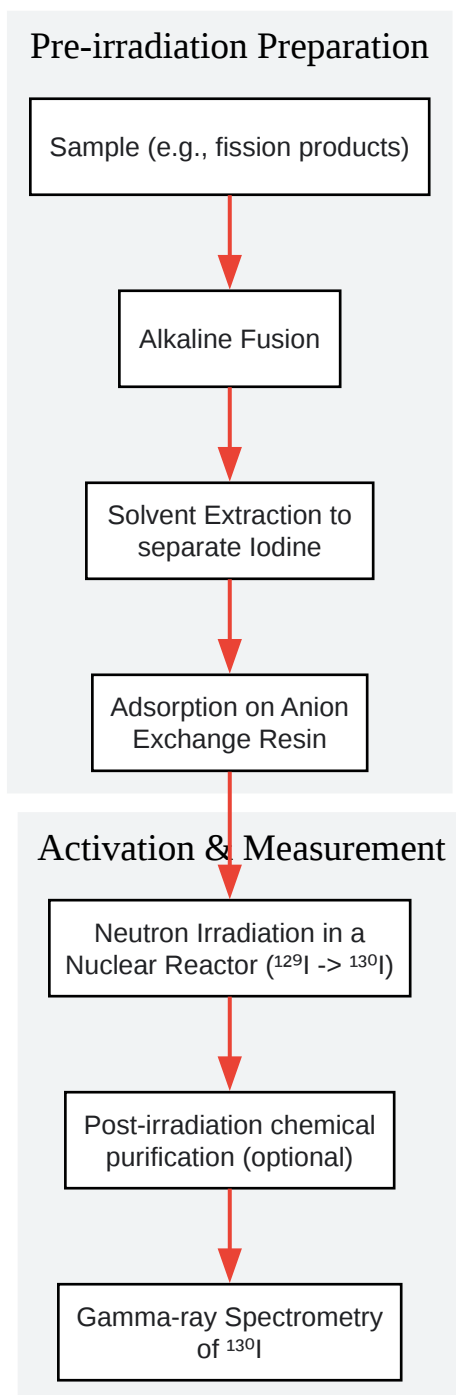 Pre-irradiation Preparation
Sample (e.g., fission products)
Alkaline Fusion
Solvent Extraction to
separate Iodine
Adsorption on Anion
Exchange Resin
Activation & Measurement
Neutron Irradiation in a
Nuclear Reactor (¹²⁹I -> ¹³⁰I)
Post-irradiation chemical
purification (optional)
Gamma-ray Spectrometry
of ¹³⁰I